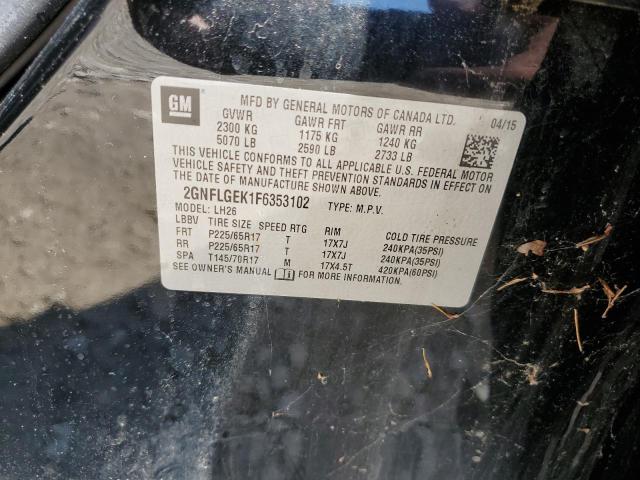 GM
MFD BY GENERAL MOTORS OF CANADA LTD. 04/15
GVWR GAWR FRT GAWR RR
2300 KG 1175 KG 1240 KG
5070 LB 2590 LB 2733 LB
THIS VEHICLE CONFORMS TO ALL APPLICABLE U.S. FEDERAL MOTOR
VEHICLE SAFETY AND THEFT PREVENTION STANDARDS IN EFFECT ON
THE DATE OF MANUFACTURE SHOWN ABOVE.
2GNFLGEK1F6353102 TYPE: M.P.V.
MODEL: LH26
LBBV TIRE SIZE SPEED RTG RIM COLD TIRE PRESSURE
FRT P225/65R17 T 17X7J 240KPA(35PSI)
RR P225/65R17 T 17X7J 240KPA(35PSI)
SPA T145/70R17 M 17X4.5T 420KPA(60PSI)
SEE OWNER'S MANUAL FOR MORE INFORMATION.